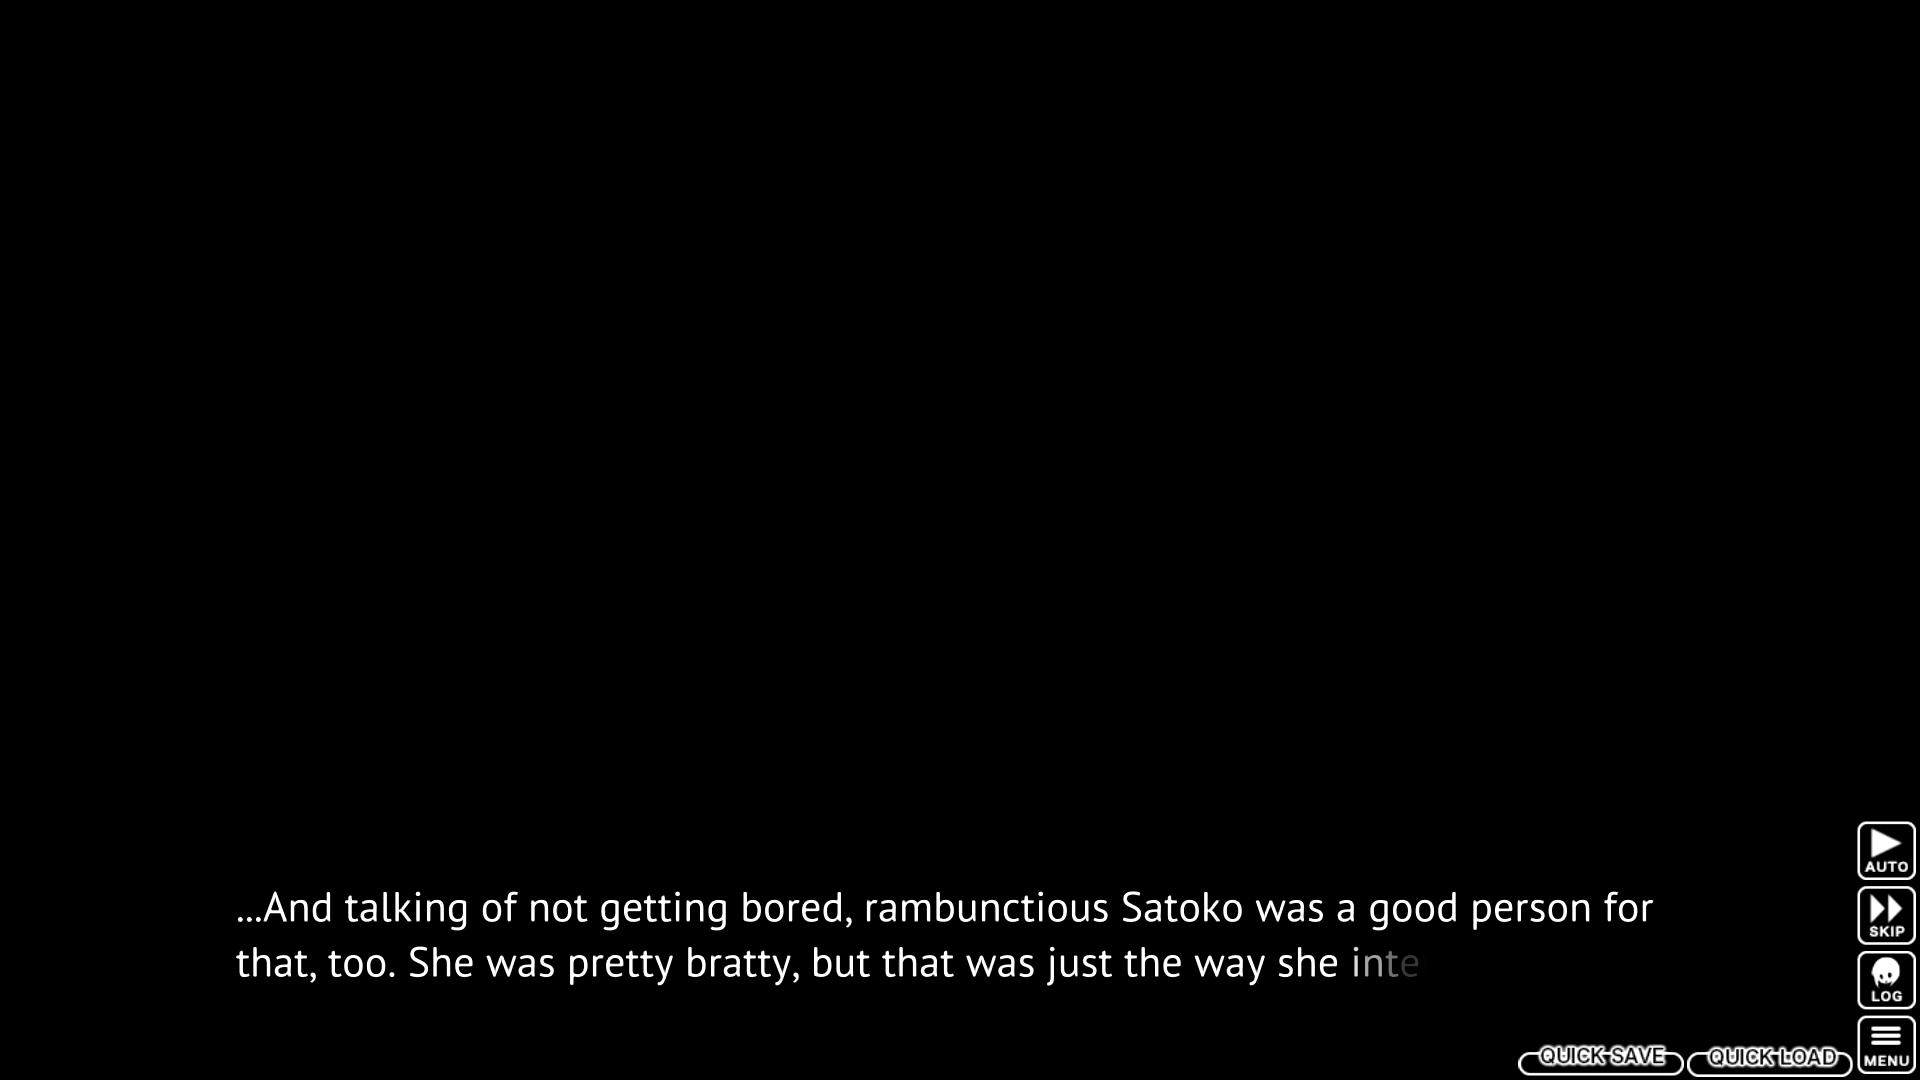 ...And talking of not getting bored, rambunctious Satoko was a good person for
that, too. She was pretty bratty, but that was just the way she inte
AUTO
SKIP
LOG
QUICK SAVE QUICK LOAD MENU